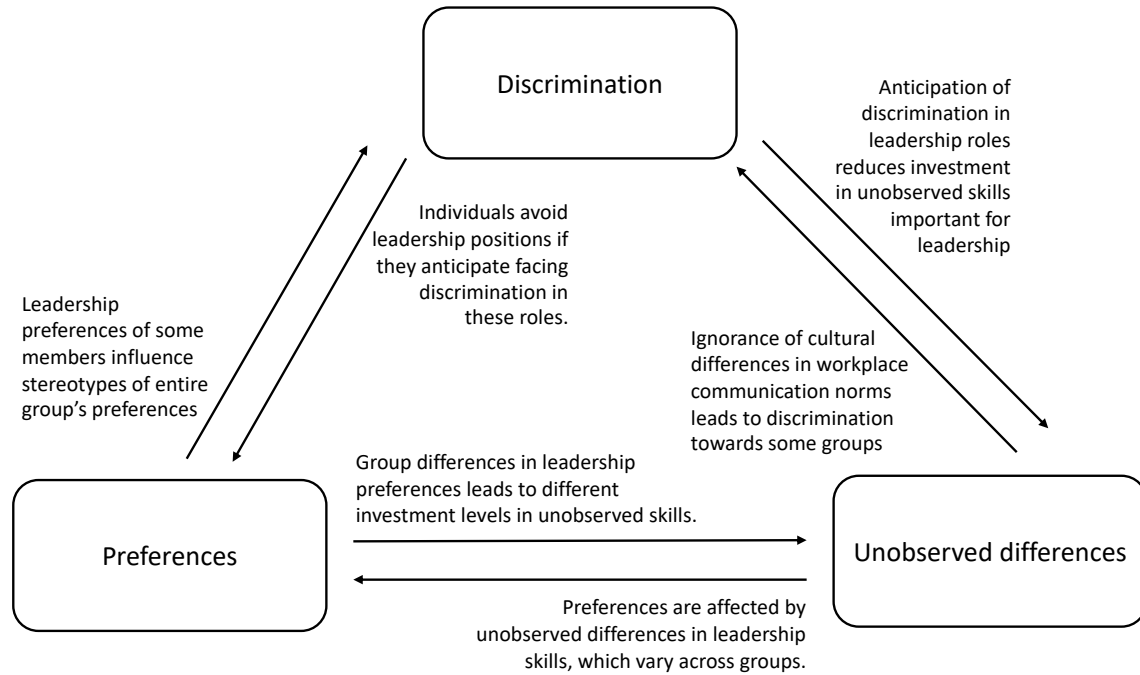 Discrimination
Anticipation of
discrimination in
leadership roles
reduces investment
in unobserved skills
important for
leadership
Individuals avoid
leadership positions if
they anticipate facing
discrimination in
these roles.
Leadership
preferences of some
members influence
stereotypes of entire
group’s preferences
Ignorance of cultural
differences in workplace
communication norms
leads to discrimination
towards some groups
Group differences in leadership
preferences leads to different
investment levels in unobserved skills.
Preferences
Unobserved differences
Preferences are affected by
unobserved differences in leadership
skills, which vary across groups.